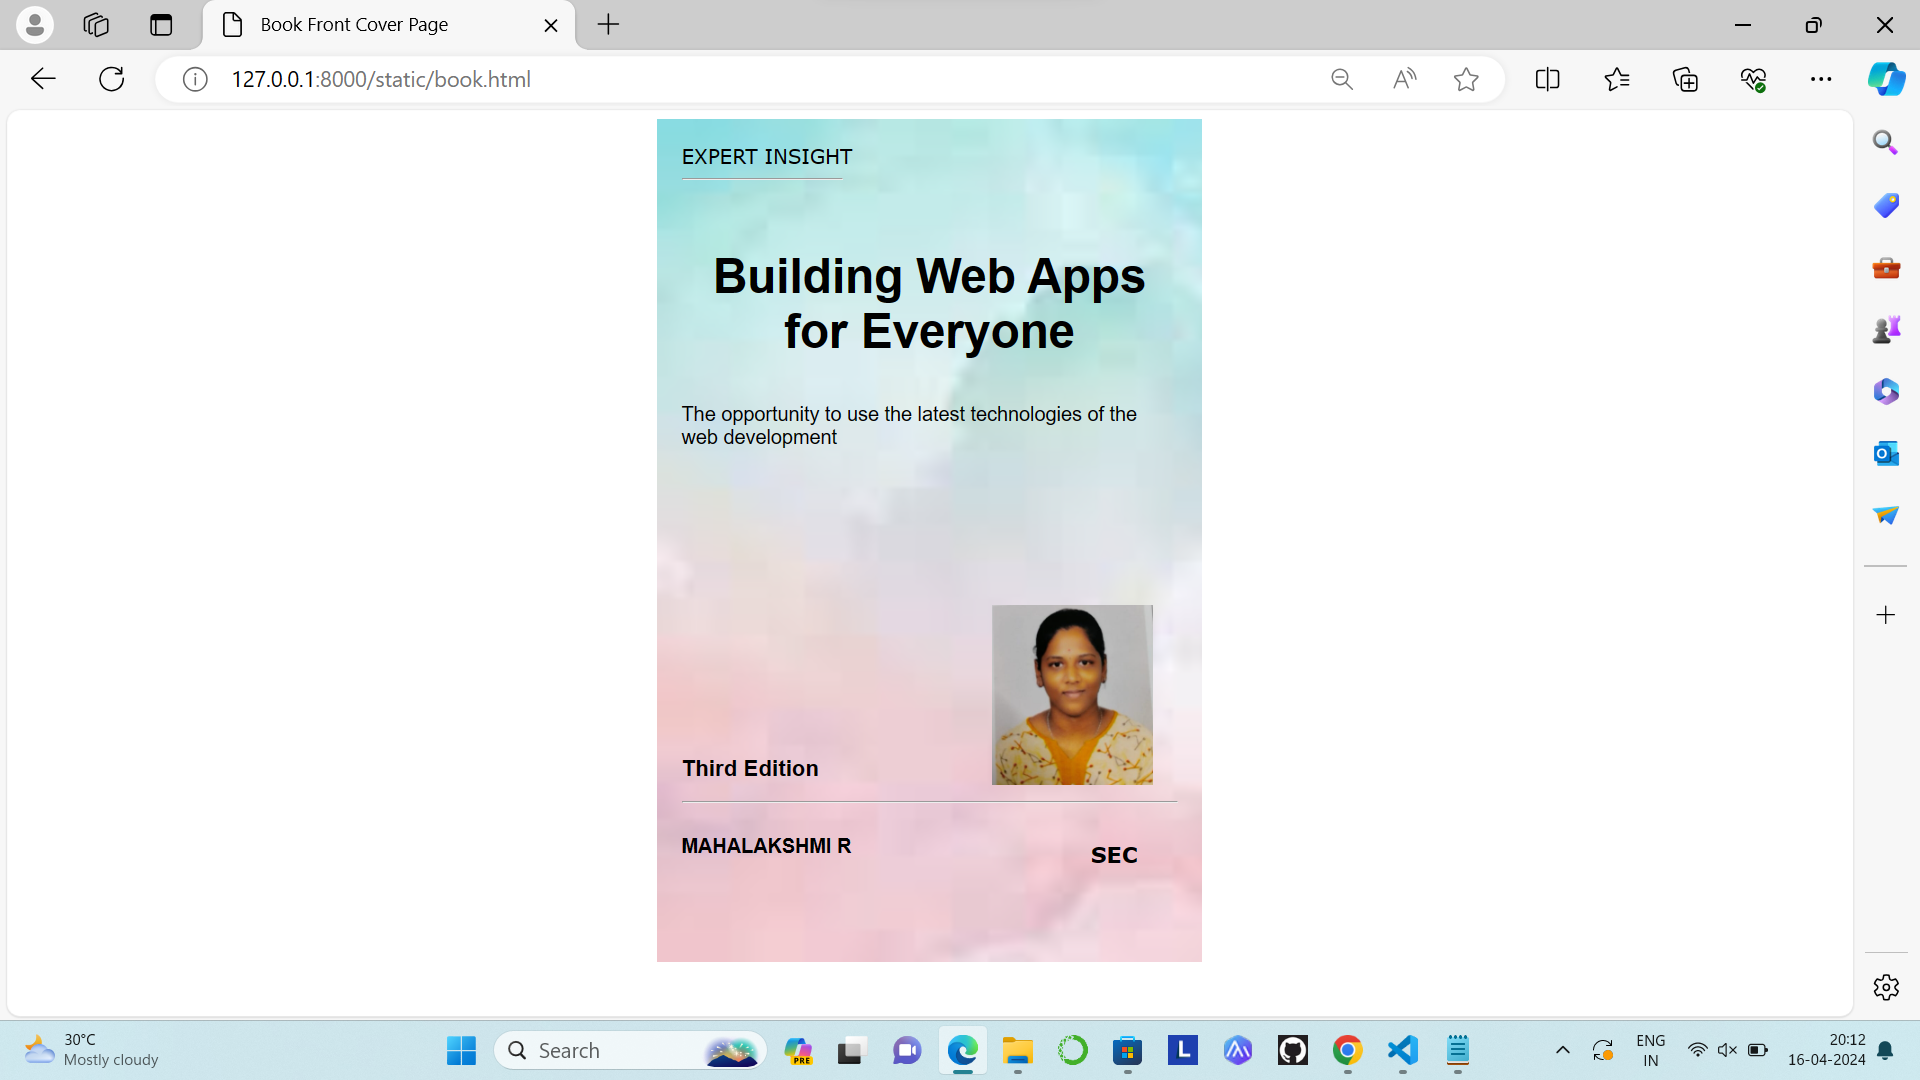 Book Front Cover Page
127.0.0.1:8000/static/book.html
EXPERT INSIGHT
Building Web Apps
for Everyone
The opportunity to use the latest technologies of the
web development
Third Edition
MAHALAKSHMI R
SEC
30°C
Mostly cloudy
Search
PRE
L
ENG
IN
20:12
16-04-2024